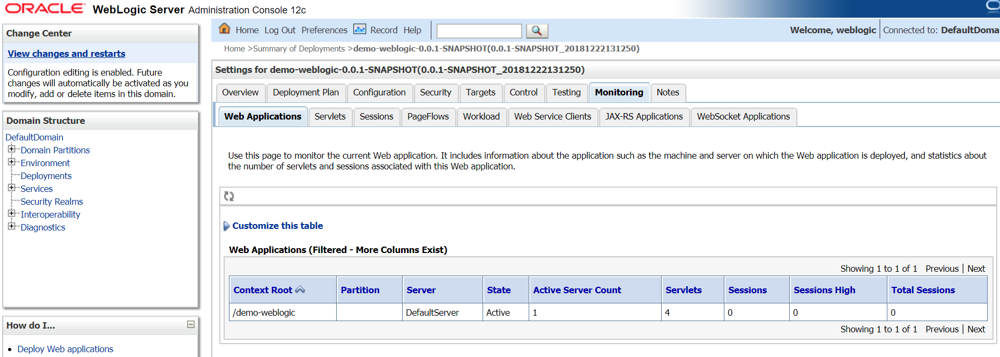 ORACLE® WebLogic Server Administration Console 12c
Change Center
View changes and restarts
Configuration editing is enabled. Future
changes will automatically be activated as you
modify, add or delete items in this domain.
Domain Structure
DefaultDomain
Domain Partitions
Environment
Deployments
Services
Security Realms
Interoperability
Diagnostics
How do I...
Deploy Web applications
Home Log Out Preferences Record Help
Welcome, weblogic Connected to: DefaultDoma
Home >Summary of Deployments >demo-weblogic-0.0.1-SNAPSHOT(0.0.1-SNAPSHOT_20181222131250)
Settings for demo-weblogic-0.0.1-SNAPSHOT(0.0.1-SNAPSHOT_20181222131250)
Overview Deployment Plan Configuration Security Targets Control Testing Monitoring Notes
Web Applications Servlets Sessions PageFlows Workload Web Service Clients JAX-RS Applications WebSocket Applications
Use this page to monitor the current Web application. It includes information about the application such as the machine and server on which the Web application is deployed, and statistics about
the number of servlets and sessions associated with this Web application.
Customize this table
Web Applications (Filtered - More Columns Exist)
Showing 1 to 1 of 1 Previous | Next
Context Root Partition Server State Active Server Count Servlets Sessions Sessions High Total Sessions
/demo-weblogic DefaultServer Active 1 4 0 0 0
Showing 1 to 1 of 1 Previous | Next